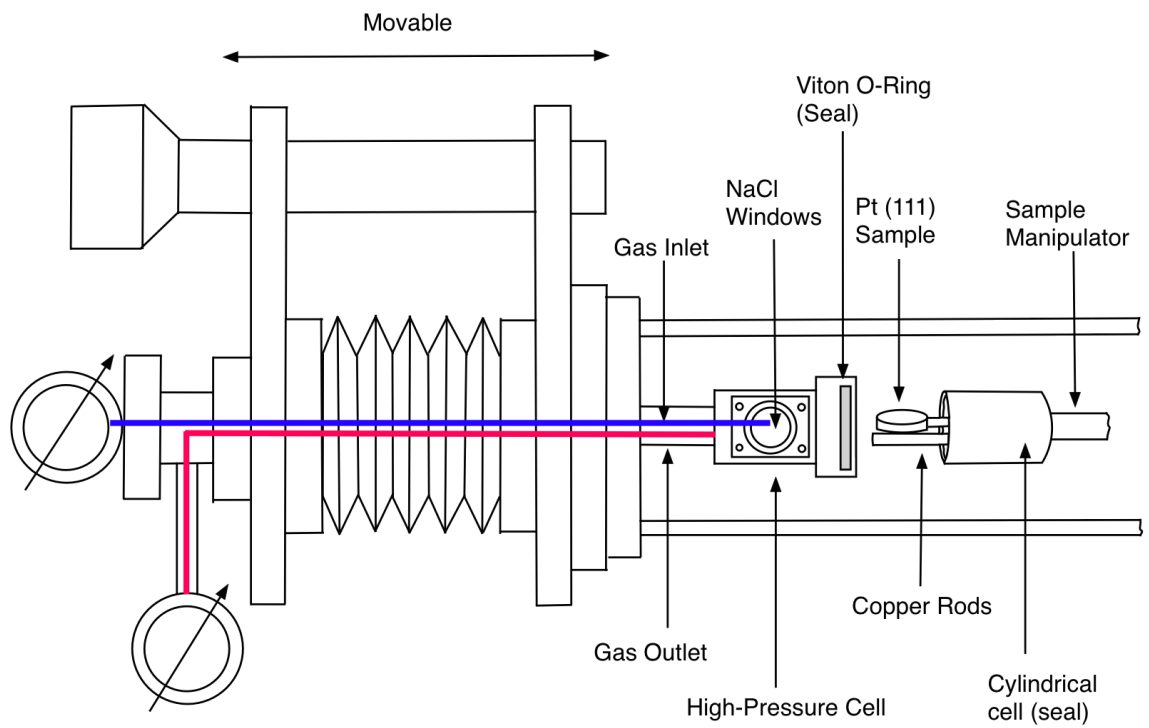 Movable
Viton O-Ring
(Seal)
NaCl
Windows
Pt (111)
Sample
Sample
Manipulator
Gas Inlet
Copper Rods
Gas Outlet
Cylindrical
cell (seal)
High-Pressure Cell